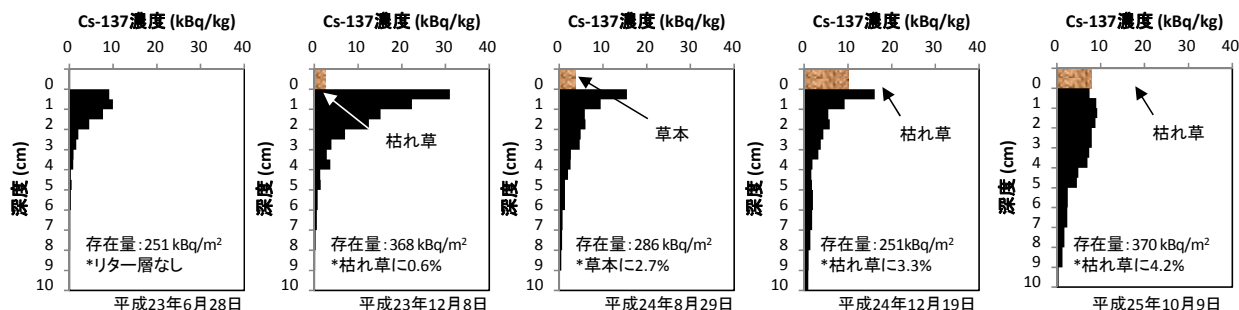 Cs-137濃度 (kBq/kg)
0 10 20 30 40
深度 (cm)
0
1
2
3
4
5
6
7
8
9
10
存在量：251 kBq/m2
*リター層なし
平成23年6月28日
Cs-137濃度 (kBq/kg)
0 10 20 30 40
深度 (cm)
0
1
2
3
4
5
6
7
8
9
10
枯れ草
存在量：368 kBq/m2
*枯れ草に0.6%
平成23年12月8日
Cs-137濃度 (kBq/kg)
0 10 20 30 40
深度 (cm)
0
1
2
3
4
5
6
7
8
9
10
草本
存在量：286 kBq/m2
*草本に2.7%
平成24年8月29日
Cs-137濃度 (kBq/kg)
0 10 20 30 40
深度 (cm)
0
1
2
3
4
5
6
7
8
9
10
枯れ草
存在量：251kBq/m2
*枯れ草に3.3%
平成24年12月19日
Cs-137濃度 (kBq/kg)
0 10 20 30 40
深度 (cm)
0
1
2
3
4
5
6
7
8
9
10
枯れ草
存在量：370 kBq/m2
*枯れ草に4.2%
平成25年10月9日